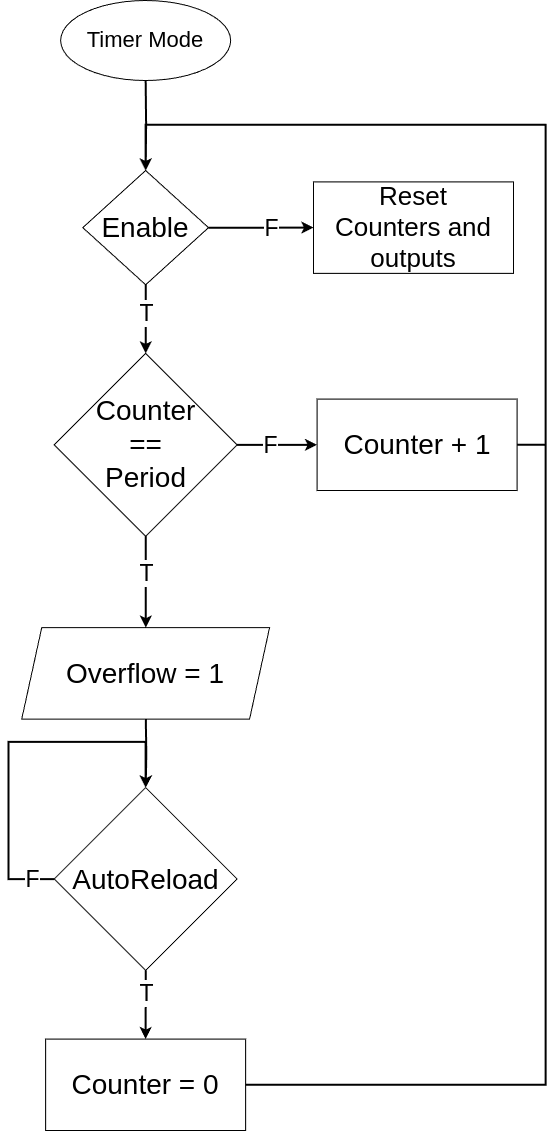 Timer Mode
Enable
F
Reset
Counters and
outputs
T
Counter
==
Period
F
Counter + 1
T
Overflow = 1
AutoReload
F
T
Counter = 0